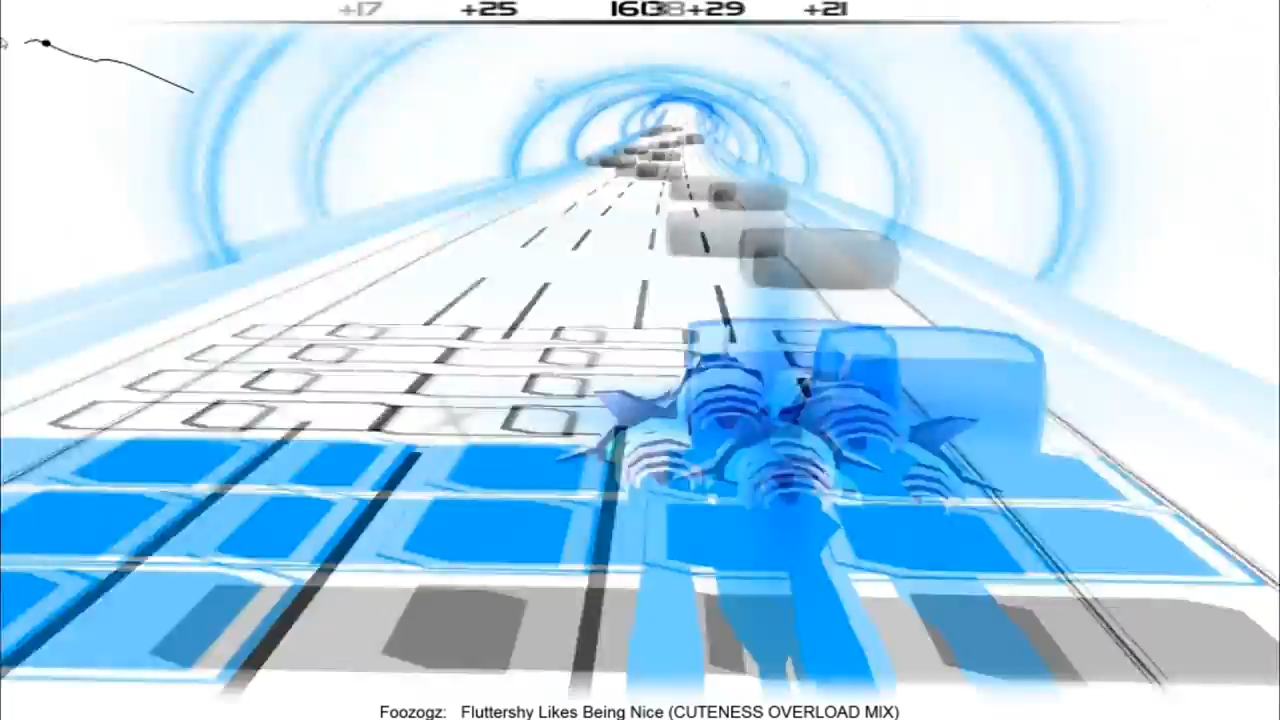 +17 +25 +29 +21
Foozogz: Fluttershy Likes Being Nice (CUTENESS OVERLOAD MIX)